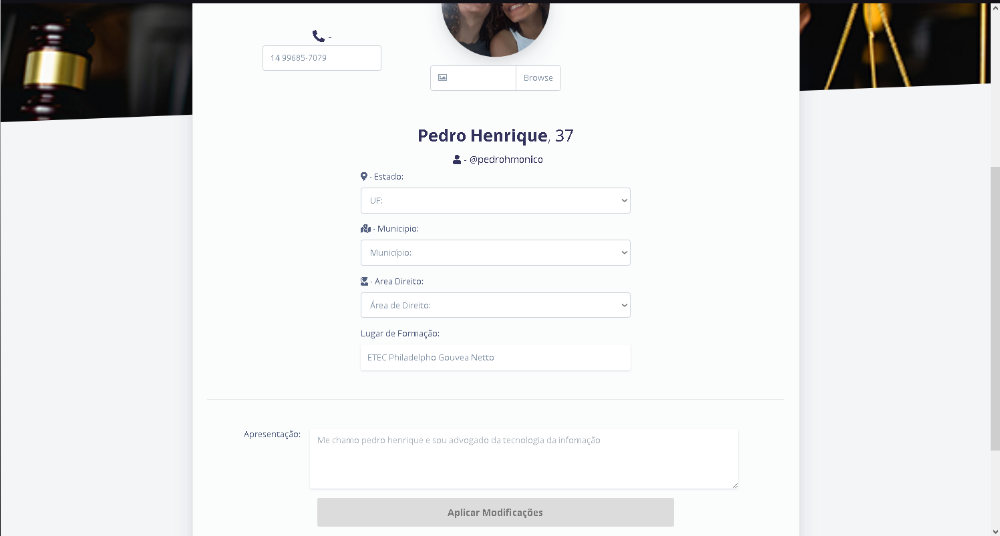 -
14 99685-7079
Browse
Pedro Henrique, 37
- @pedrohmonico
- Estado:
UF:
- Municipio:
Município:
- Area Direito:
Área de Direito:
Lugar de Formação:
ETEC Philadelpho Gouvea Netto
Apresentação:
Me chamo pedro henrique e sou advogado da tecnologia da infomação
Aplicar Modificações